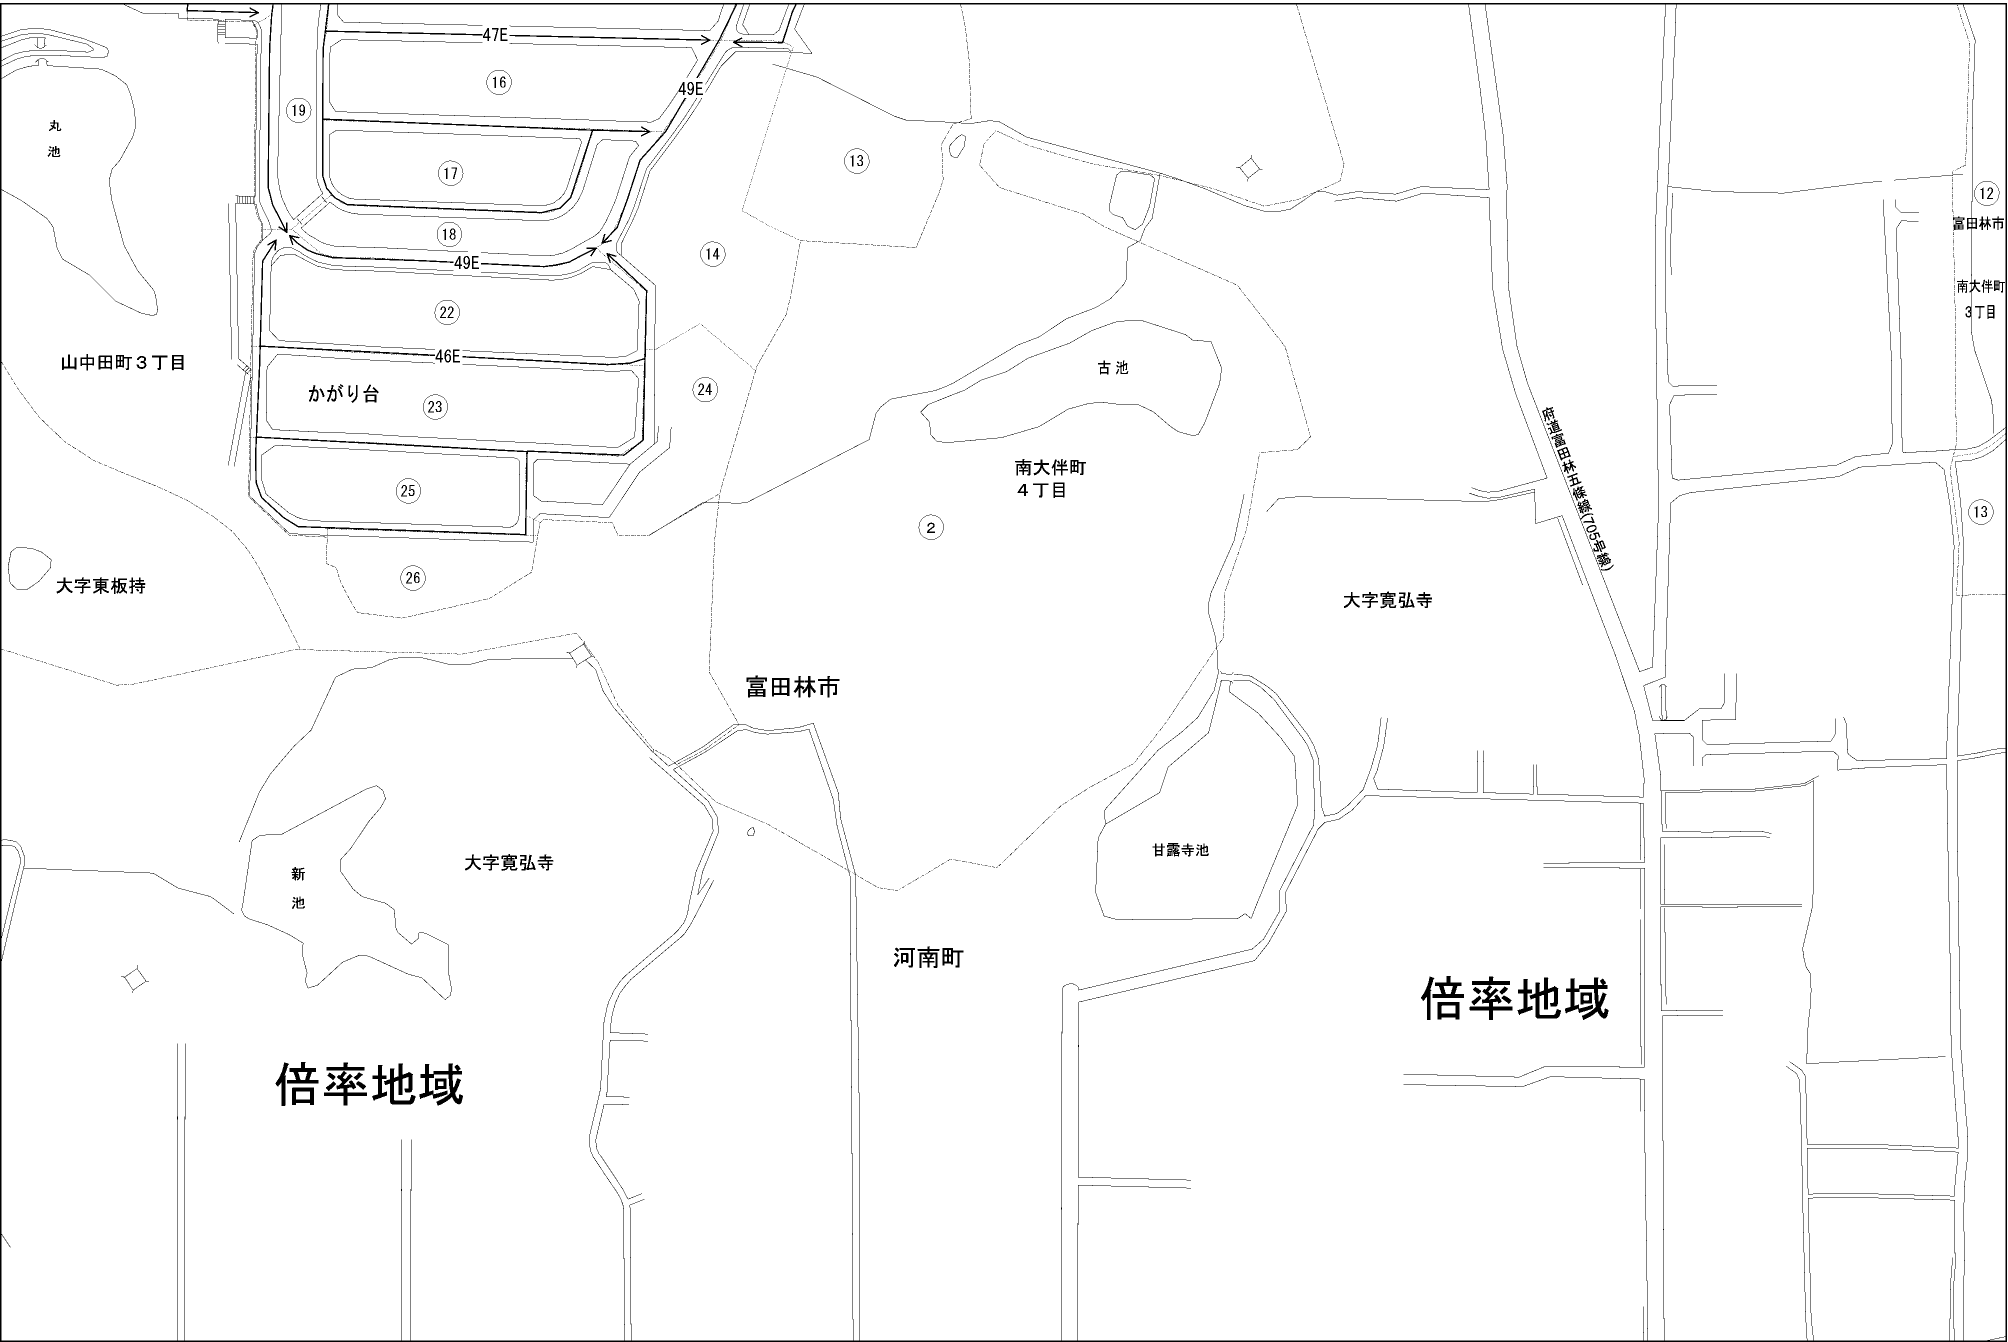 47E
16
49E
19
丸
池
13
17
12
富田林市
18
14
49E
南大伴町
3丁目
22
46E
山中田町3丁目
古池
24
かがり台
23
府道富田林五條線(705号線)
南大伴町
4丁目
25
13
2
26
大字東板持
大字寛弘寺
富田林市
甘露寺池
大字寛弘寺
新
池
河南町
倍率地域
倍率地域